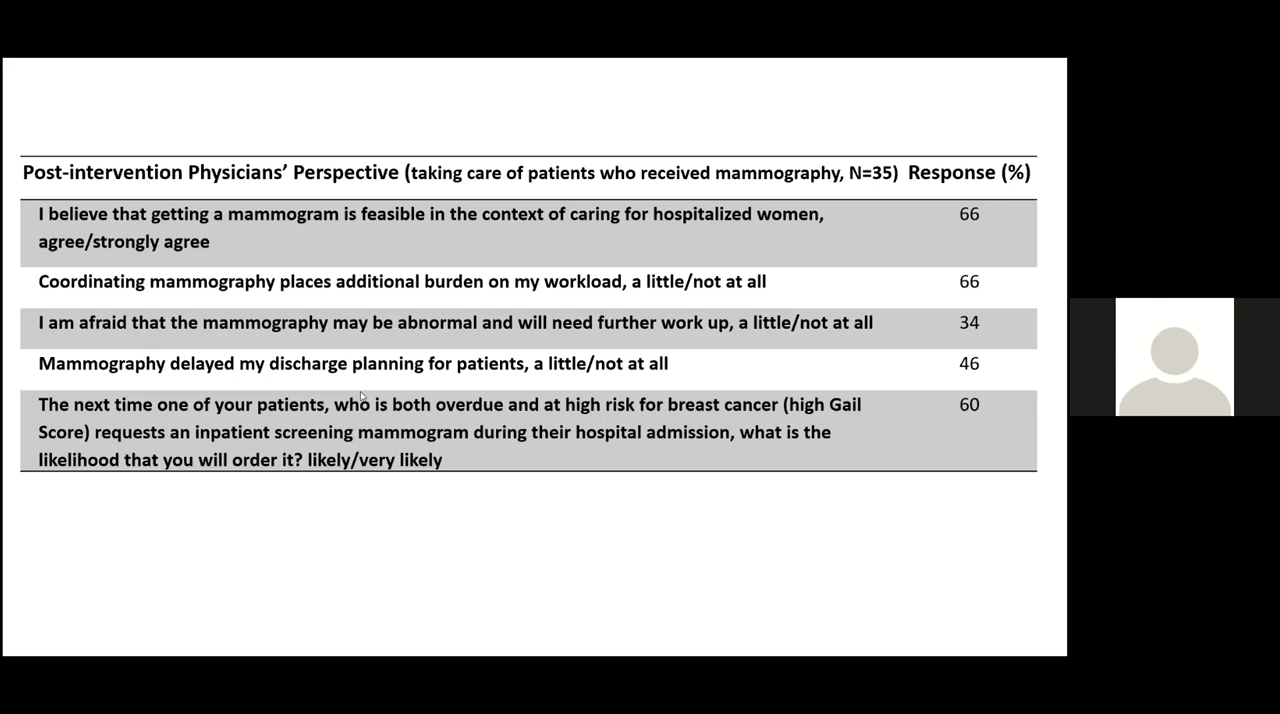 Post-intervention Physicians’ Perspective (taking care of patients who received mammography, N=35) Response (%)
I believe that getting a mammogram is feasible in the context of caring for hospitalized women, 66
agree/strongly agree
Coordinating mammography places additional burden on my workload, a little/not at all 66
I am afraid that the mammography may be abnormal and will need further work up, a little/not at all 34
Mammography delayed my discharge planning for patients, a little/not at all 46
The next time one of your patients, who is both overdue and at high risk for breast cancer (high Gail 60
Score) requests an inpatient screening mammogram during their hospital admission, what is the
likelihood that you will order it? likely/very likely